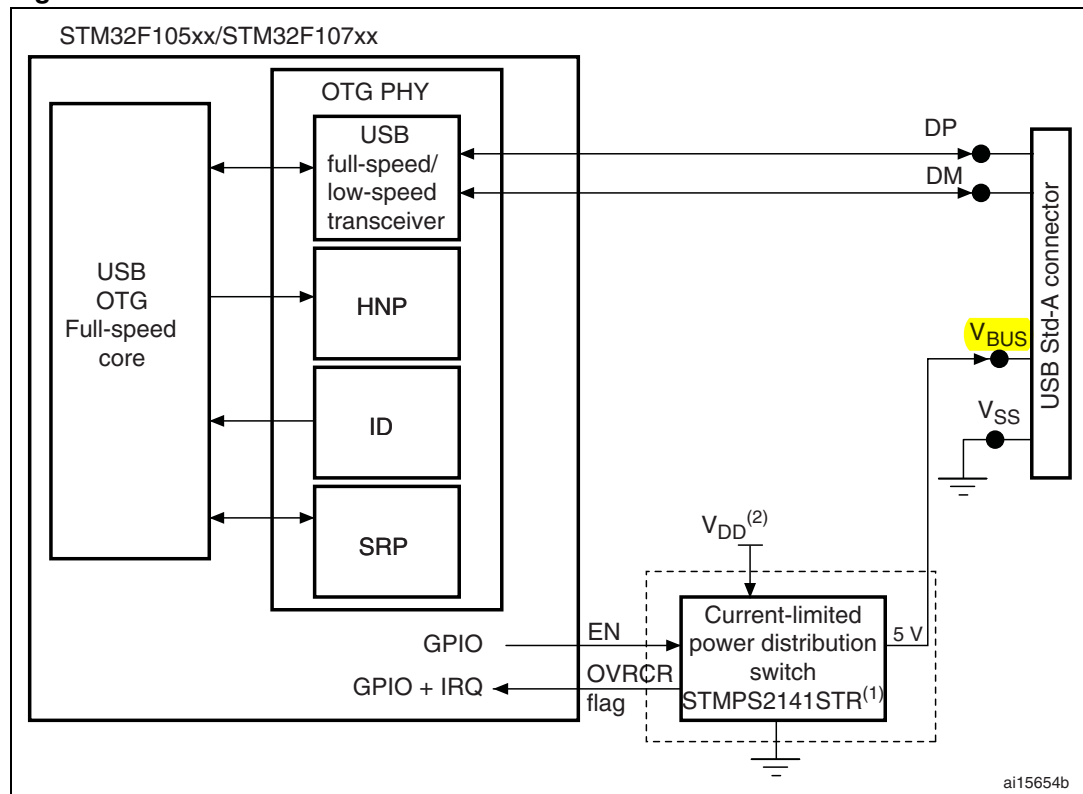 STM32F105xx/STM32F107xx
OTG PHY
USB
full-speed/
low-speed
transceiver
USB
OTG
Full-speed
core
HNP
ID
SRP
DP
DM
VBUS
VSS
USB Std-A connector
VDD(2)
Current-limited
power distribution
switch
STMPS2141STR(1)
5 V
GPIO
EN
GPIO + IRQ
OVRCR
flag
ai15654b